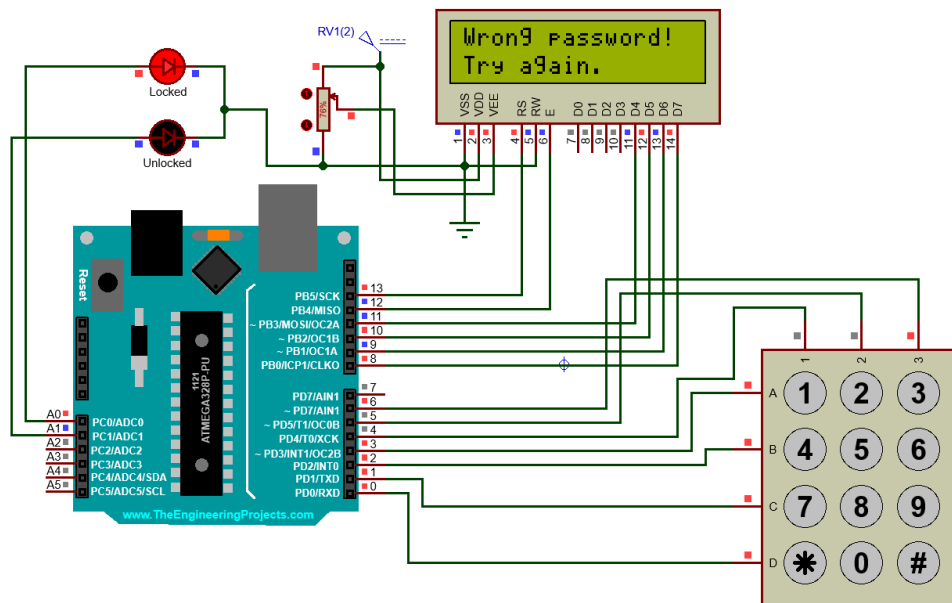 RV1(2)
Wrong password!
Try again.
Locked
Unlocked
76%
VSS
VDD
VEE
RS
RW
E
D0
D1
D2
D3
D4
D5
D6
D7
1
2
3
4
5
6
7
8
9
10
11
12
13
14
Reset
1121
ATMEGA328P-PU
PB5/SCK 13
PB4/MISO 12
~ PB3/MOSI/OC2A 11
~ PB2/OC1B 10
~ PB1/OC1A 9
PB0/ICP1/CLKO 8
PD7/AIN1 7
~ PD7/AIN1 6
~ PD5/T1/OC0B 5
PD4/T0/XCK 4
~ PD3/INT1/OC2B 3
PD2/INT0 2
PD1/TXD 1
PD0/RXD 0
A0 PC0/ADC0
A1 PC1/ADC1
A2 PC2/ADC2
A3 PC3/ADC3
A4 PC4/ADC4/SDA
A5 PC5/ADC5/SCL
www.TheEngineeringProjects.com
1 2 3
A 1 2 3
B 4 5 6
C 7 8 9
D * 0 #